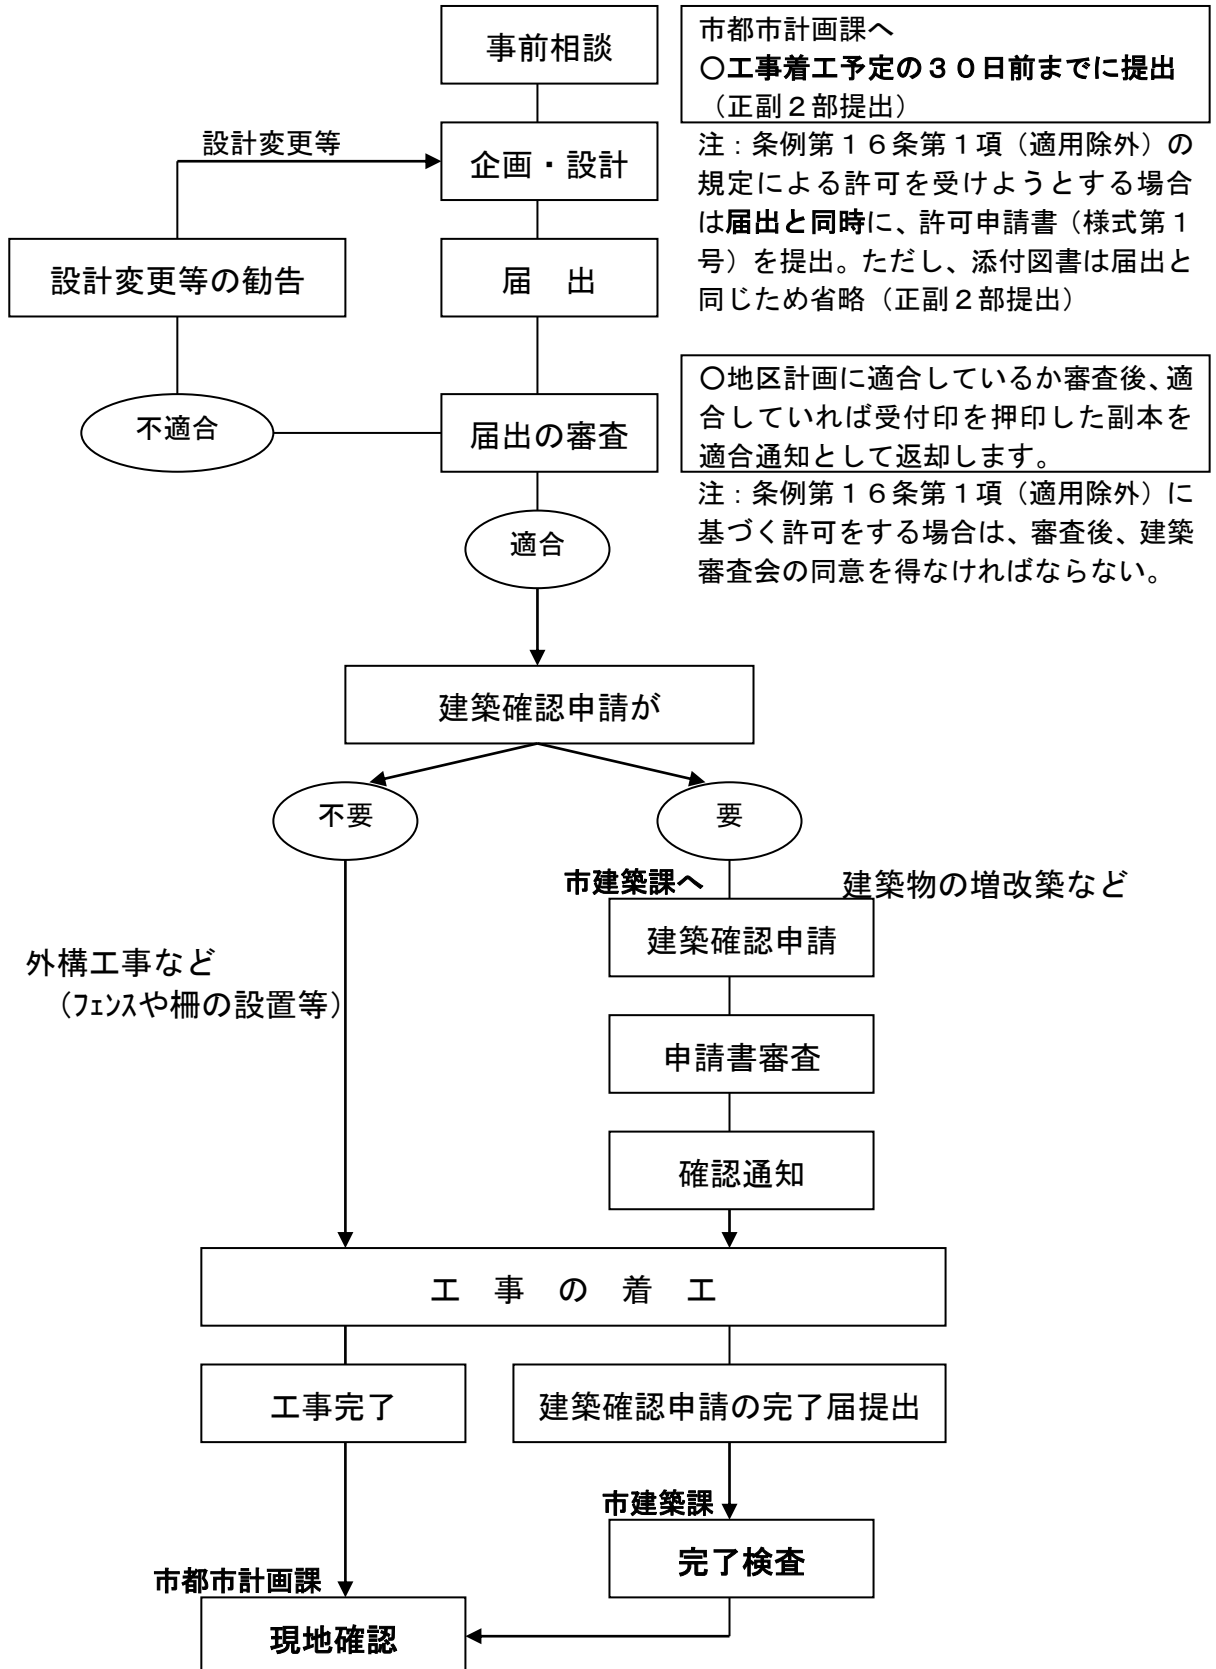 事前相談
市都市計画課へ
○工事着工予定の３０日前までに提出
（正副２部提出）
設計変更等
企画・設計
注：条例第１６条第１項（適用除外）の
規定による許可を受けようとする場合
は届出と同時に、許可申請書（様式第１
号）を提出。ただし、添付図書は届出と
同じため省略（正副２部提出）
設計変更等の勧告
届　出
不適合
届出の審査
○地区計画に適合しているか審査後、適
合していれば受付印を押印した副本を
適合通知として返却します。
注：条例第１６条第１項（適用除外）に
基づく許可をする場合は、審査後、建築
審査会の同意を得なければならない。
適合
建築確認申請が
不要
要
市建築課へ
建築物の増改築など
建築確認申請
外構工事など
（ﾌｪﾝｽや柵の設置等）
申請書審査
確認通知
工　事　の　着　工
工事完了
建築確認申請の完了届提出
市建築課
完了検査
市都市計画課
現地確認